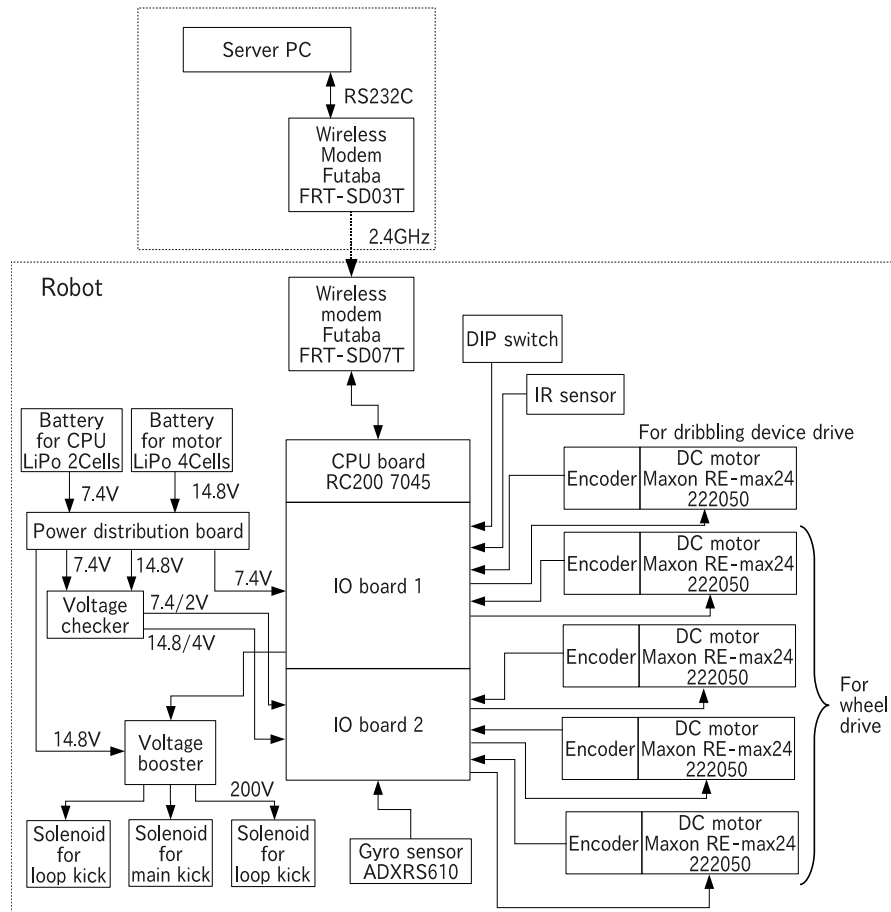 Server PC
RS232C
Wireless
Modem
Futaba
FRT-SD03T
2.4GHz
Robot
Wireless
modem
Futaba
FRT-SD07T
DIP switch
IR sensor
Battery
for CPU
LiPo 2Cells
Battery
for motor
LiPo 4Cells
7.4V
14.8V
Power distribution board
7.4V
14.8V
7.4V
Voltage
checker
7.4/2V
14.8/4V
CPU board
RC200 7045
IO board 1
IO board 2
14.8V
Voltage
booster
200V
Solenoid
for
loop kick
Solenoid
for
main kick
Solenoid
for
loop kick
Gyro sensor
ADXRS610
For dribbling device drive
Encoder
DC motor
Maxon RE-max24
222050
Encoder
DC motor
Maxon RE-max24
222050
Encoder
DC motor
Maxon RE-max24
222050
Encoder
DC motor
Maxon RE-max24
222050
Encoder
DC motor
Maxon RE-max24
222050
For
wheel
drive